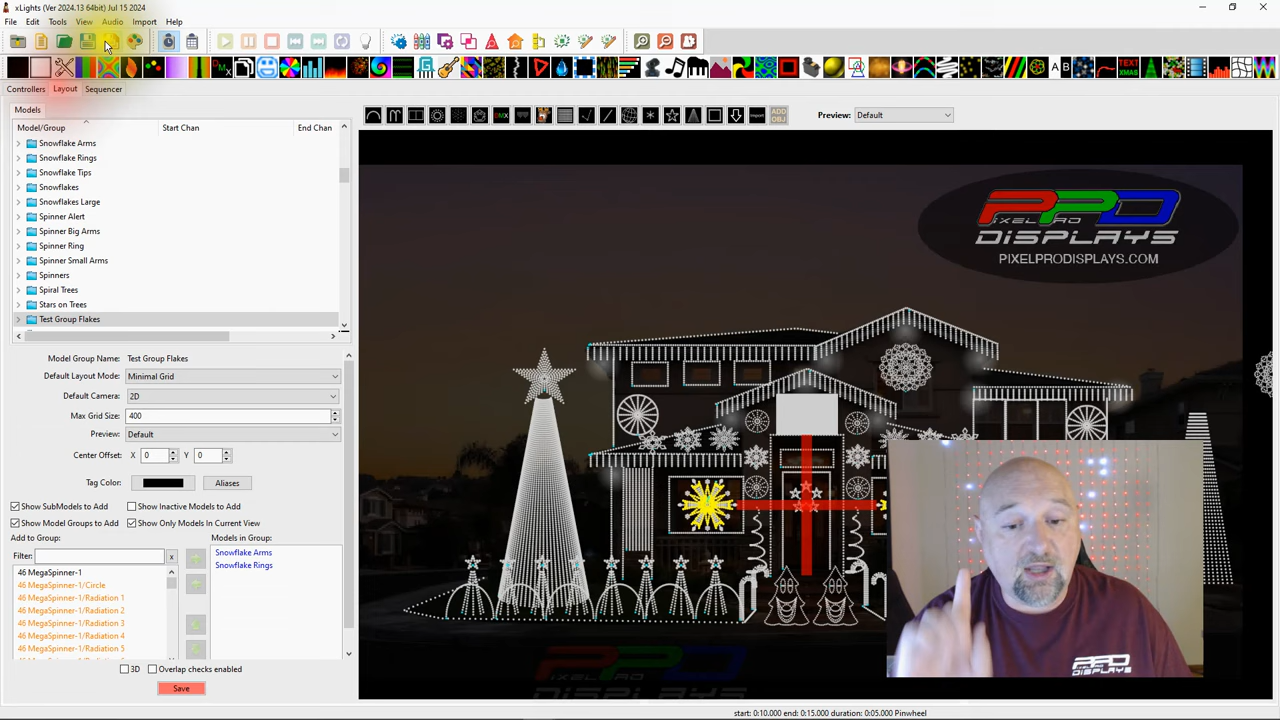 xLights (Ver 2024.13 64bit) Jul 15 2024
File Edit Tools View Audio Import Help
Controllers Layout Sequencer
Models
Preview: Default
Model/Group Start Chan End Chan
Snowflake Arms
Snowflake Rings
Snowflake Tips
Snowflakes
Snowflakes Large
Spinner Alert
Spinner Big Arms
Spinner Ring
Spinner Small Arms
Spinners
Spiral Trees
Stars on Trees
Test Group Flakes
Model Group Name: Test Group Flakes
Default Layout Mode: Minimal Grid
Default Camera: 2D
Max Grid Size: 400
Preview: Default
Center Offset: X 0 Y 0
Tag Color: Aliases
Show SubModels to Add Show Inactive Models to Add
Show Model Groups to Add Show Only Models In Current View
Add to Group: Models in Group:
Filter: x
46 MegaSpinner-1
46 MegaSpinner-1/Circle
46 MegaSpinner-1/Radiation 1
46 MegaSpinner-1/Radiation 2
46 MegaSpinner-1/Radiation 3
46 MegaSpinner-1/Radiation 4
46 MegaSpinner-1/Radiation 5
Snowflake Arms
Snowflake Rings
3D Overlap checks enabled
Save
PPD
PIXEL PRO
DISPLAYS
PIXELPRODISPLAYS.COM
PPD
DISPLAYS
start: 0:10.000 end: 0:15.000 duration: 0:05.000 Pinwheel